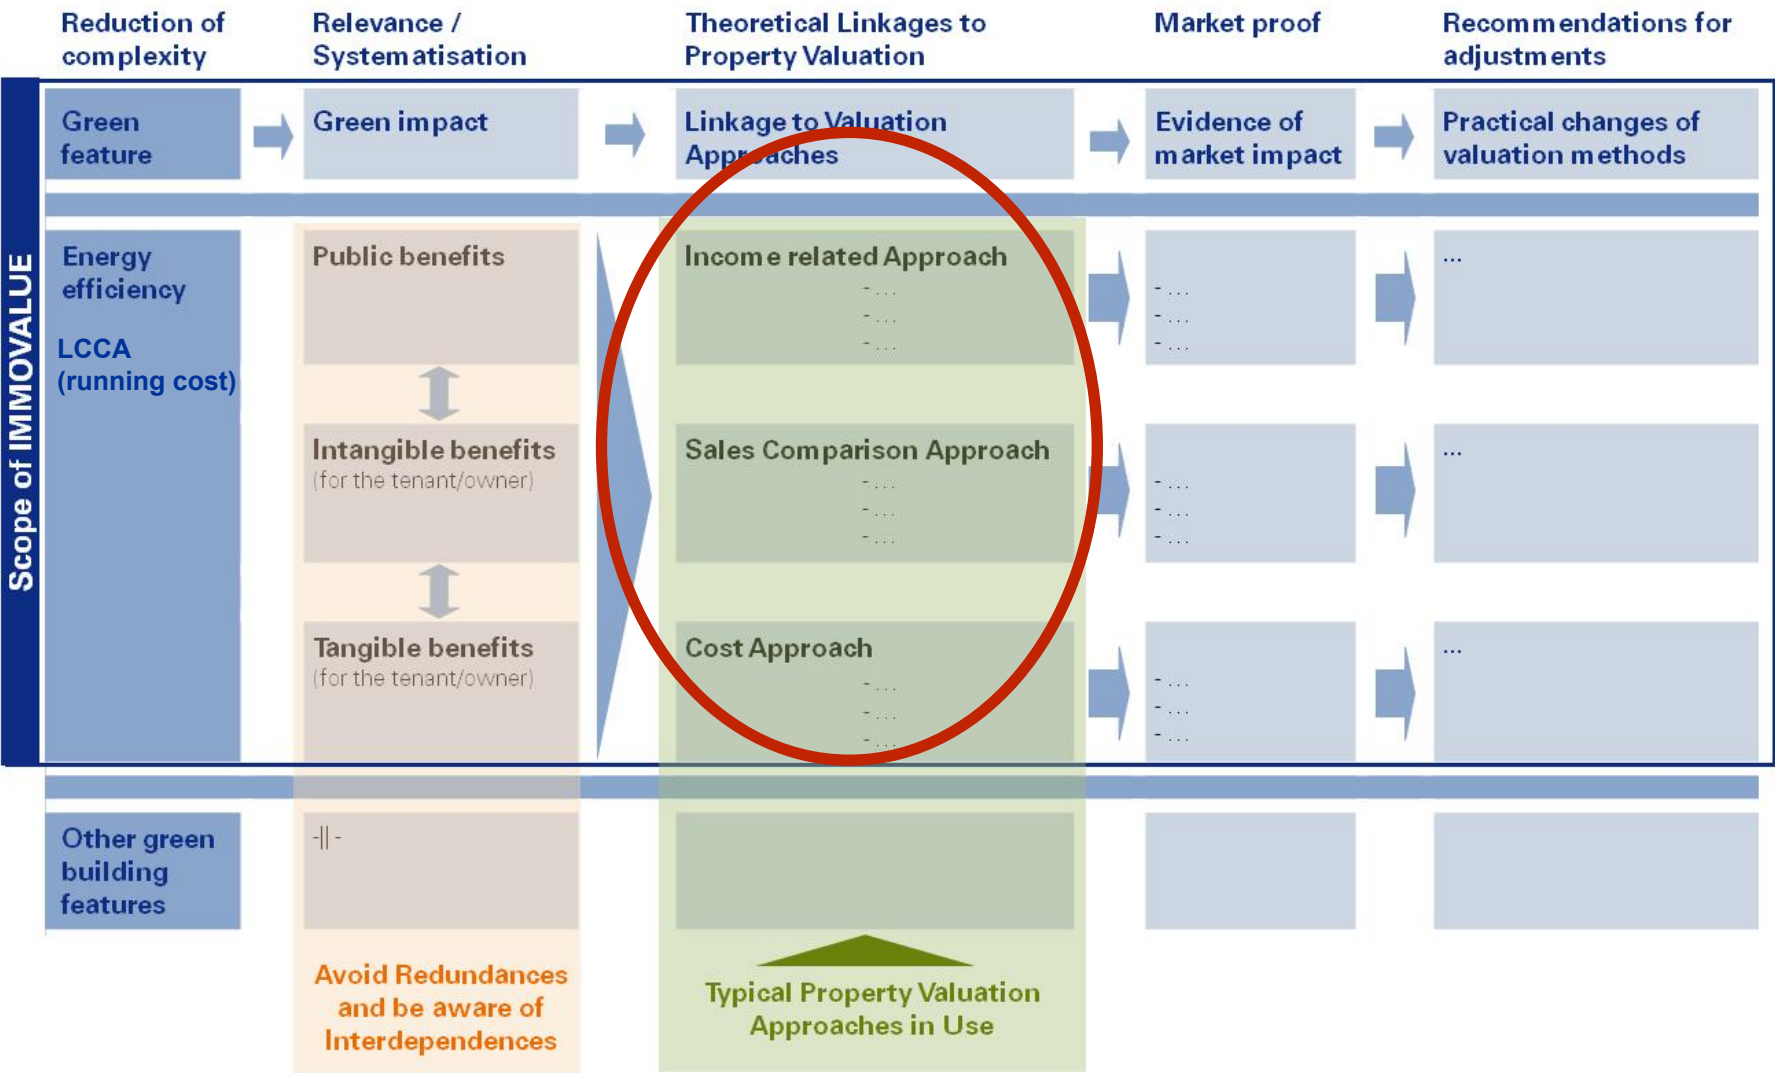 Reduction of
complexity
Relevance /
Systematisation
Theoretical Linkages to
Property Valuation
Market proof
Recommendations for
adjustments
Scope of IMMOVALUE
Green
feature
Green impact
Linkage to Valuation
Approaches
Evidence of
market impact
Practical changes of
valuation methods
Energy
efficiency
LCCA
(running cost)
Public benefits
Income related Approach
- ...
- ...
- ...
- ...
- ...
- ...
...
Intangible benefits
(for the tenant/owner)
Sales Comparison Approach
- ...
- ...
- ...
- ...
- ...
- ...
...
Tangible benefits
(for the tenant/owner)
Cost Approach
- ...
- ...
- ...
- ...
- ...
- ...
...
Other green
building
features
-||-
Avoid Redundances
and be aware of
Interdependences
Typical Property Valuation
Approaches in Use